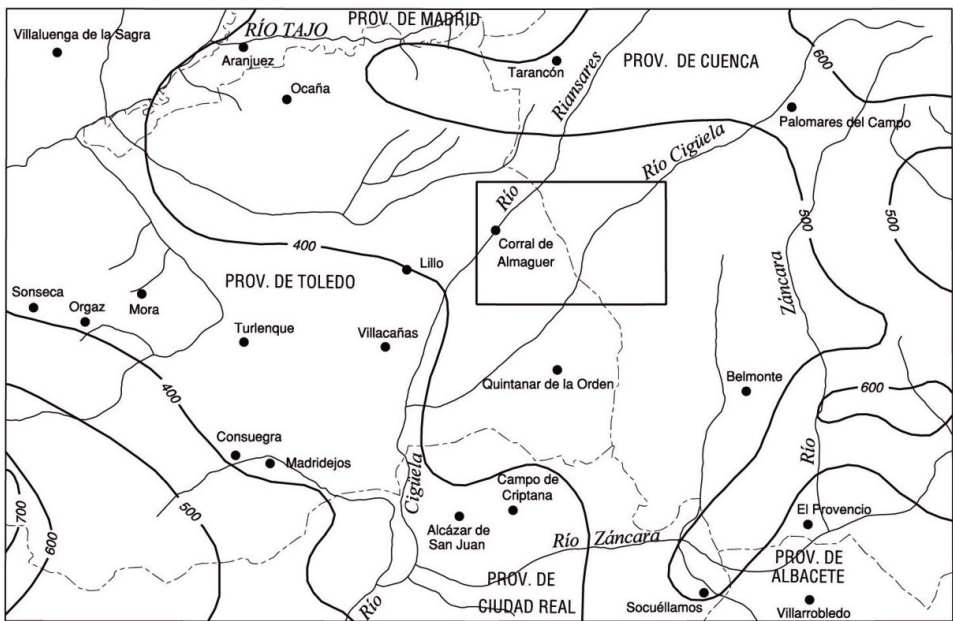 PROV. DE MADRID
RÍO TAJO
Villaluenga de la Sagra
Aranjuez
Ocaña
Tarancón
Riansares
PROV. DE CUENCA
600
Palomares del Campo
Río Cigüela
Río
500
500
400
Corral de
Almaguer
Lillo
PROV. DE TOLEDO
Záncara
Sonseca
Orgaz
Mora
Turlenque
Villacañas
Quintanar de la Orden
Belmonte
600
400
Consuegra
Madridejos
Cigüela
Río
700
600
500
Campo de
Criptana
Alcázar de
San Juan
El Provencio
Río Záncara
PROV. DE
ALBACETE
PROV. DE
CIUDAD REAL
Río
Socuéllamos
Villarrobledo